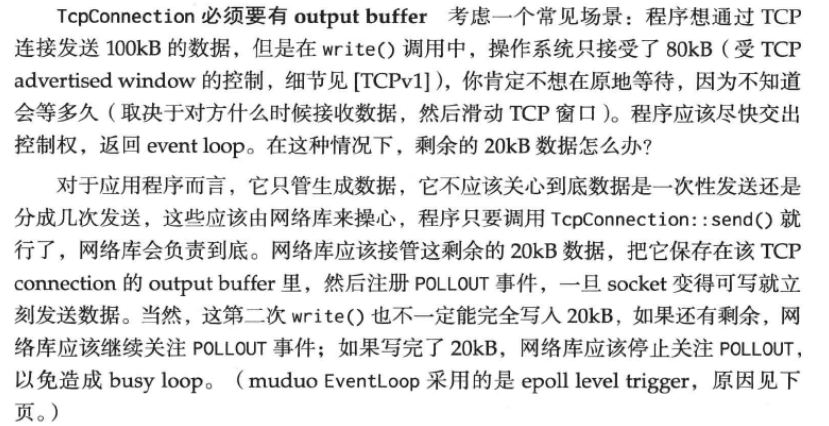 TcpConnection 必须要有 output buffer 考虑一个常见场景：程序想通过 TCP
连接发送 100kB 的数据，但是在 write() 调用中，操作系统只接受了 80kB（受 TCP
advertised window 的控制，细节见 [TCPv1]），你肯定不想在原地等待，因为不知道
会等多久（取决于对方什么时候接收数据，然后滑动 TCP 窗口）。程序应该尽快交出
控制权，返回 event loop。在这种情况下，剩余的 20kB 数据怎么办？
对于应用程序而言，它只管生成数据，它不应该关心到底数据是一次性发送还是
分成几次发送，这些应该由网络库来操心，程序只要调用 TcpConnection::send() 就
行了，网络库会负责到底。网络库应该接管这剩余的 20kB 数据，把它保存在该 TCP
connection 的 output buffer 里，然后注册 POLLOUT 事件，一旦 socket 变得可写就立
刻发送数据。当然，这第二次 write() 也不一定能完全写入 20kB，如果还有剩余，网
络库应该继续关注 POLLOUT 事件；如果写完了 20kB，网络库应该停止关注 POLLOUT，
以免造成 busy loop。（muduo EventLoop 采用的是 epoll level trigger，原因见下
页。）